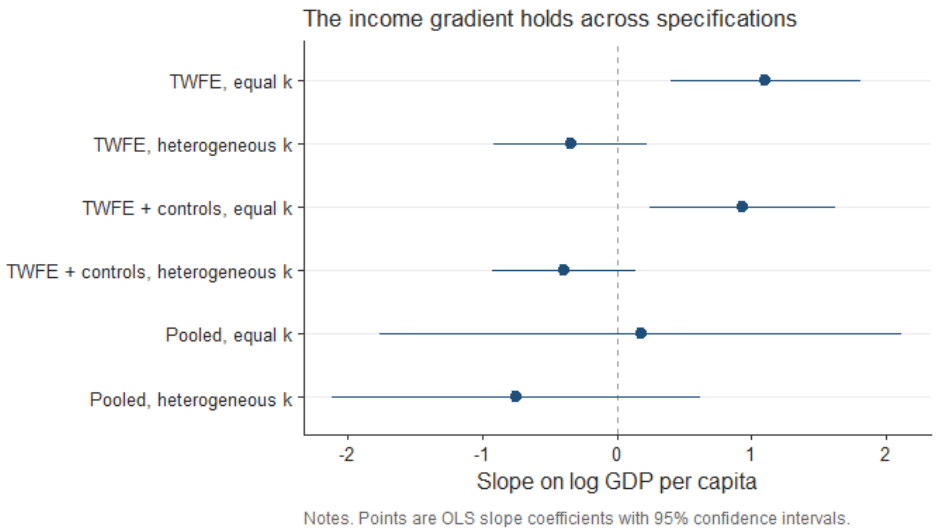 The income gradient holds across specifications
TWFE, equal k
TWFE, heterogeneous k
TWFE + controls, equal k
TWFE + controls, heterogeneous k
Pooled, equal k
Pooled, heterogeneous k
-2 -1 0 1 2
Slope on log GDP per capita
Notes. Points are OLS slope coefficients with 95% confidence intervals.